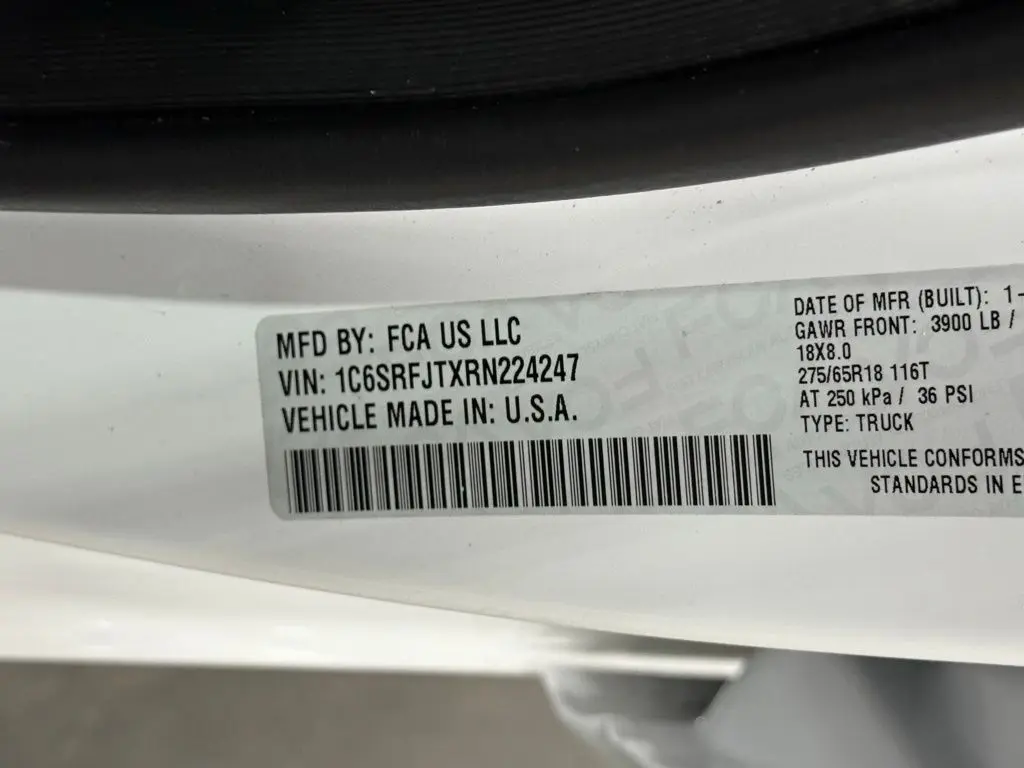 MFD BY: FCA US LLC
VIN: 1C6SRFJTXRN224247
VEHICLE MADE IN: U.S.A.
DATE OF MFR (BUILT): 1-
GAWR FRONT: 3900 LB /
18X8.0
275/65R18 116T
AT 250 kPa / 36 PSI
TYPE: TRUCK
THIS VEHICLE CONFORMS
STANDARDS IN